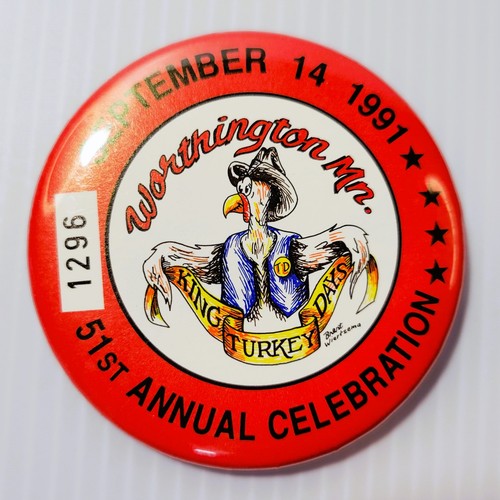 SEPTEMBER 14 1991
Worthington Mn.
TD
KING TURKEY DAYS
1296
51ST ANNUAL CELEBRATION